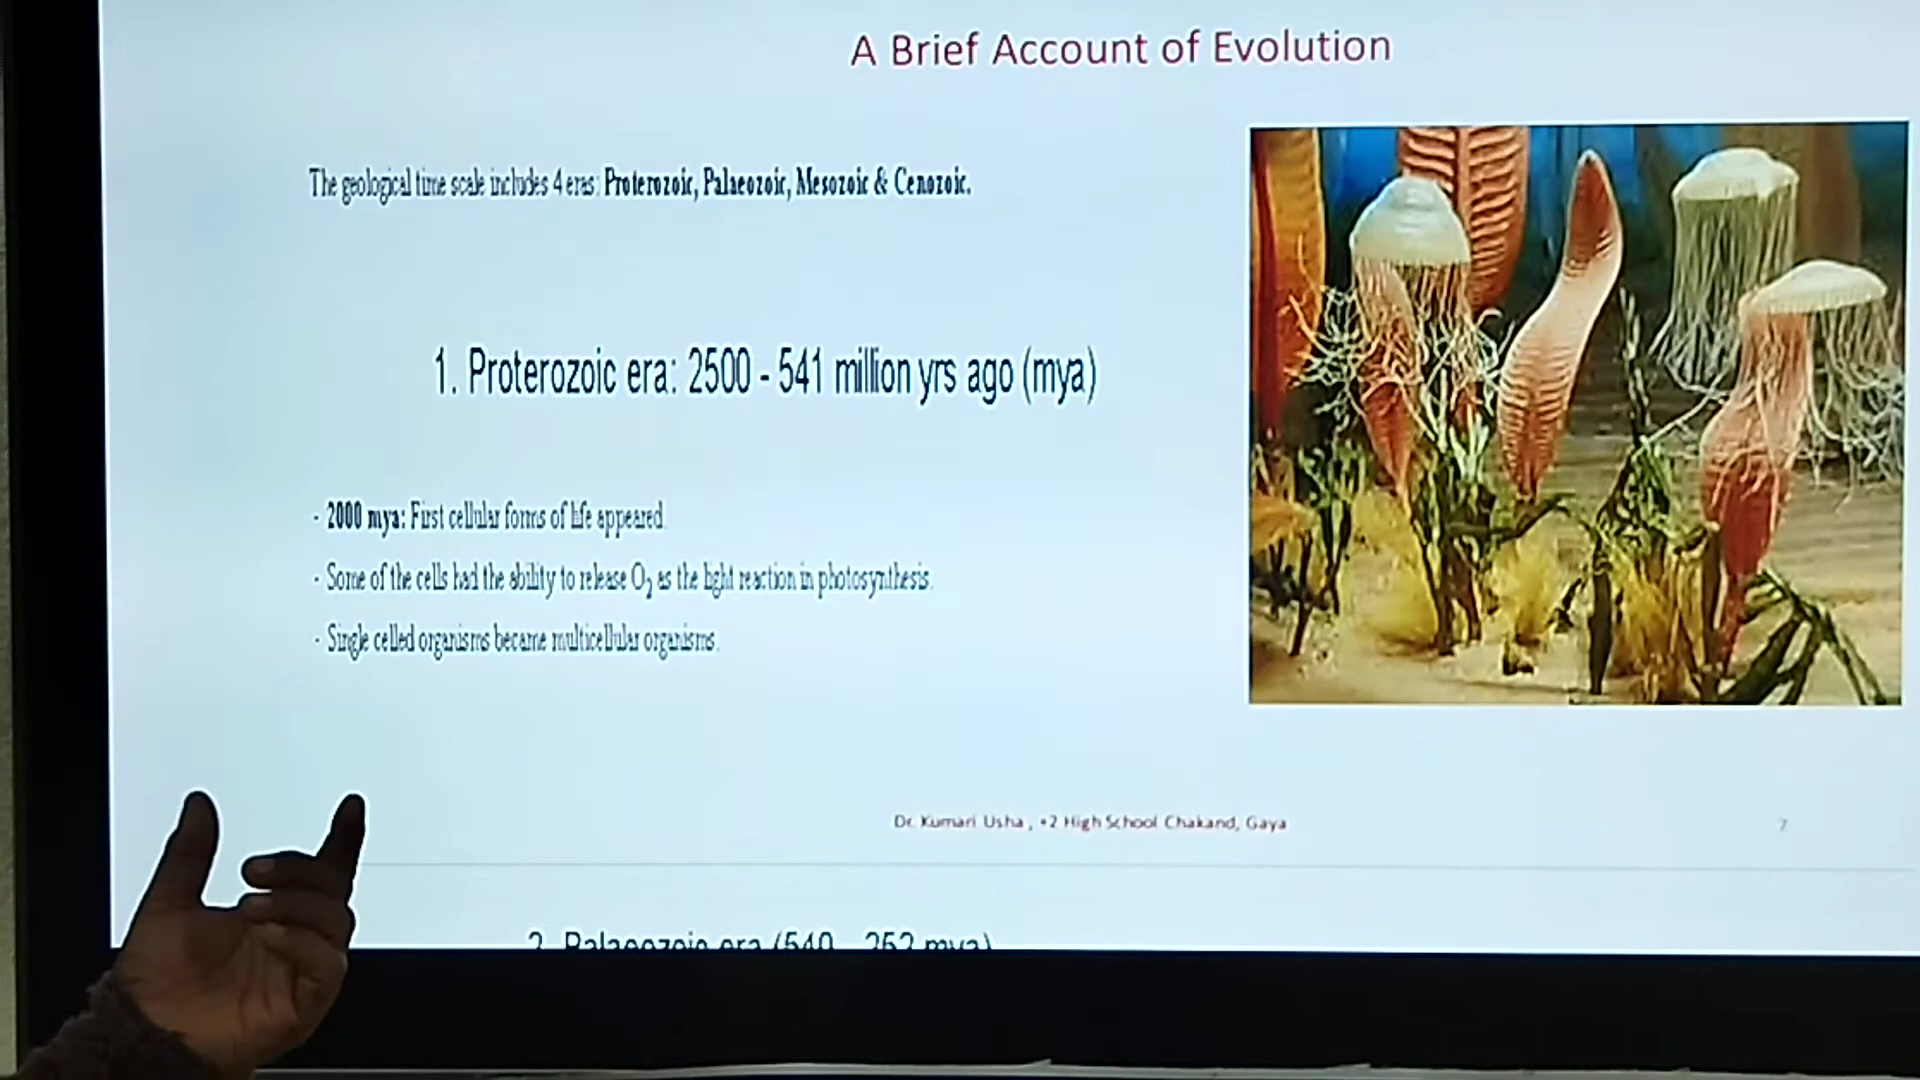 A Brief Account of Evolution
The geological time scale includes 4 eras: Proterozoic, Palaeozoic, Mesozoic & Cenozoic.
1. Proterozoic era: 2500 - 541 million yrs ago (mya)
- 2000 mya: First cellular forms of life appeared.
- Some of the cells had the ability to release O₂ as the light reaction in photosynthesis.
- Single celled organisms became multicellular organisms.
Dr. Kumari Usha , +2 High School Chakand, Gaya
7
2. Palaeozoic era (540 - 252 mya)